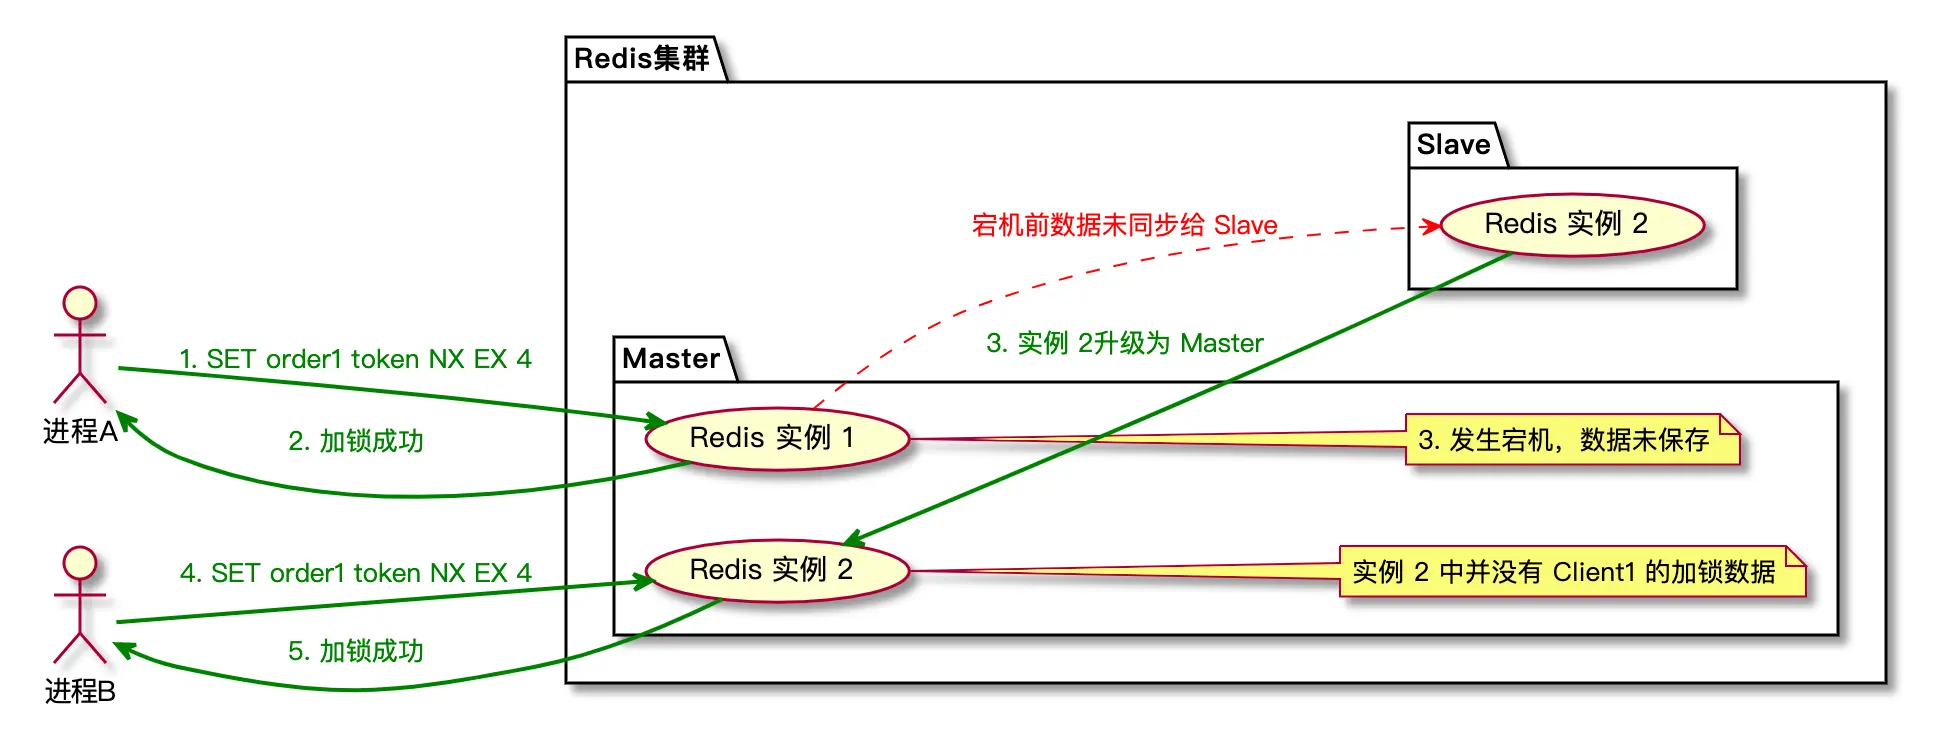 Redis集群
Slave
Redis 实例 2
宕机前数据未同步给 Slave
3. 实例 2升级为 Master
Master
1. SET order1 token NX EX 4
进程A
2. 加锁成功
Redis 实例 1
3. 发生宕机，数据未保存
4. SET order1 token NX EX 4
Redis 实例 2
实例 2 中并没有 Client1 的加锁数据
5. 加锁成功
进程B